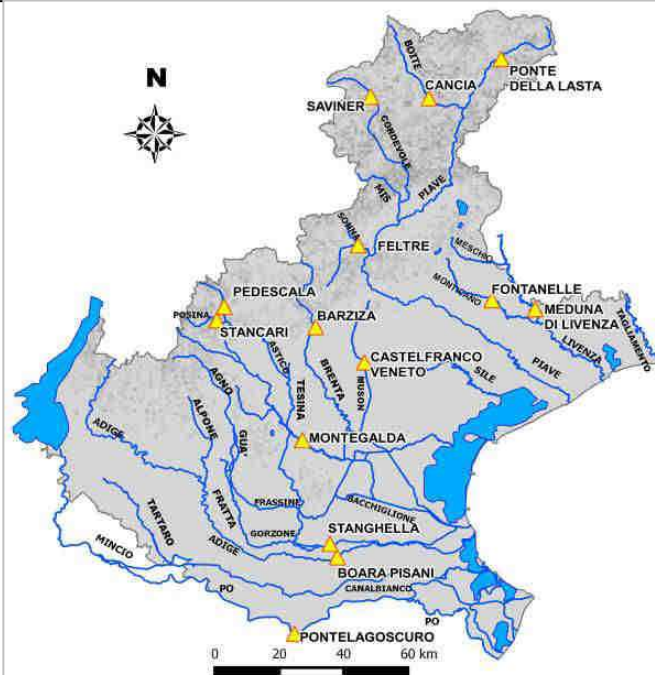 N
BOITE
PONTE
DELLA LASTA
CANCIA
SAVINER
CORDEVOLE
MIS
PIAVE
SONNA
FELTRE
MESCHIO
MONTICANO
FONTANELLE
PEDESCALA
POSINA
STANCARI
BARZIZA
MEDUNA
DI LIVENZA
TAGLIAMENTO
LIVENZA
ASTICO
AGNO
TESINA
BRENTA
CASTELFRANCO
VENETO
MUSON
SILE
PIAVE
ALPONE
GUA'
ADIGE
MONTEGALDA
FRATTA
FRASSINE
BACCHIGLIONE
TARTARO
GORZONE
STANGHELLA
MINCIO
ADIGE
BOARA PISANI
PO
CANALBIANCO
PO
PONTELAGOSCURO
0 20 40 60 km